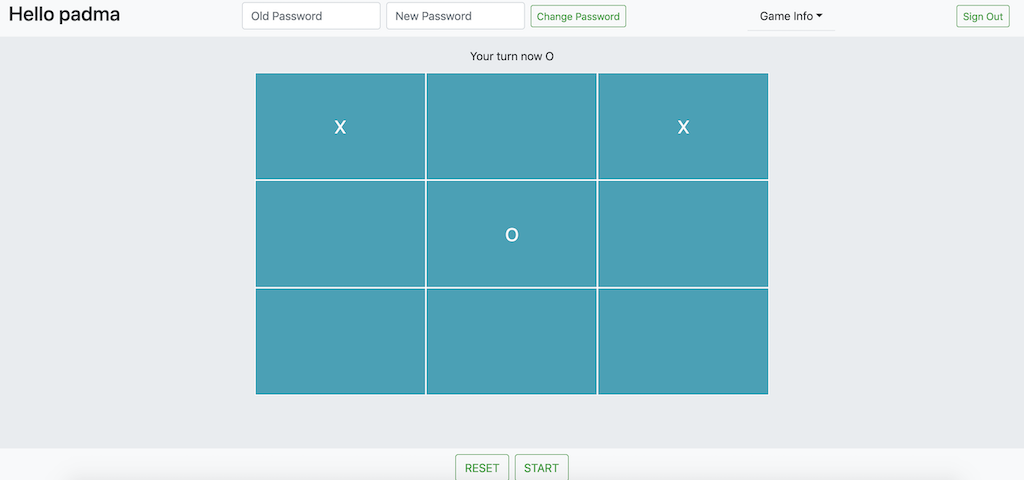 Hello padma Old Password New Password Change Password Game Info Sign Out
Your turn now O
X X
O
RESET START